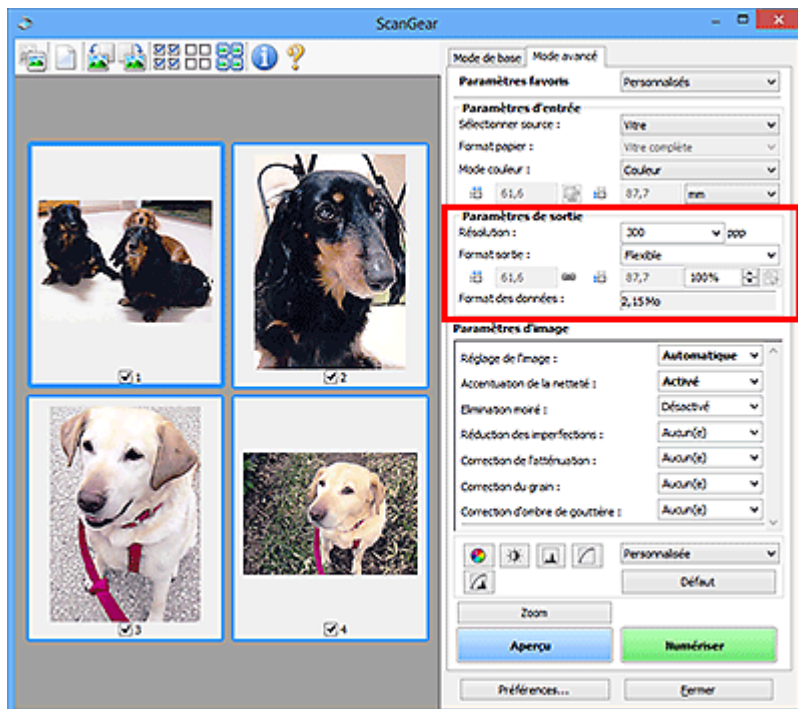 ScanGear
Mode de base Mode avancé
Paramètres favoris Personnalisés
Paramètres d'entrée
Sélectionner source : Vitre
Format papier : Vitre complète
Mode couleur : Couleur
61,6 87,7 mm
Paramètres de sortie
Résolution : 300 ppp
Format sortie : Flexible
61,6 87,7 100%
Format des données : 2,15 Mo
Paramètres d'image
Réglage de l'image : Automatique
Accentuation de la netteté : Activé
Elimination moiré : Désactivé
Réduction des imperfections : Aucun(e)
Correction de l'atténuation : Aucun(e)
Correction du grain : Aucun(e)
Correction d'ombre de gouttière : Aucun(e)
Personnalisée
Défaut
Zoom
Aperçu Numériser
Préférences... Fermer
1
2
3
4